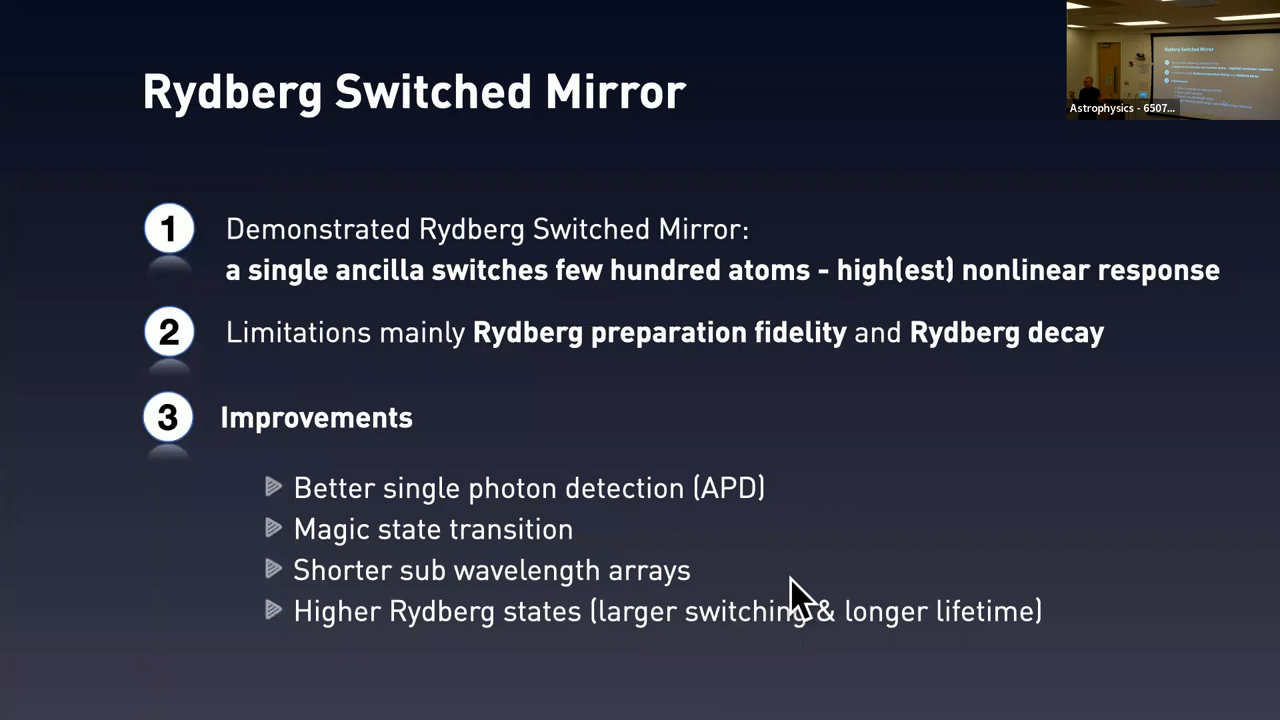 Rydberg Switched Mirror
Astrophysics - 6507...
1 Demonstrated Rydberg Switched Mirror:
a single ancilla switches few hundred atoms - high(est) nonlinear response
2 Limitations mainly Rydberg preparation fidelity and Rydberg decay
3 Improvements
Better single photon detection (APD)
Magic state transition
Shorter sub wavelength arrays
Higher Rydberg states (larger switching & longer lifetime)